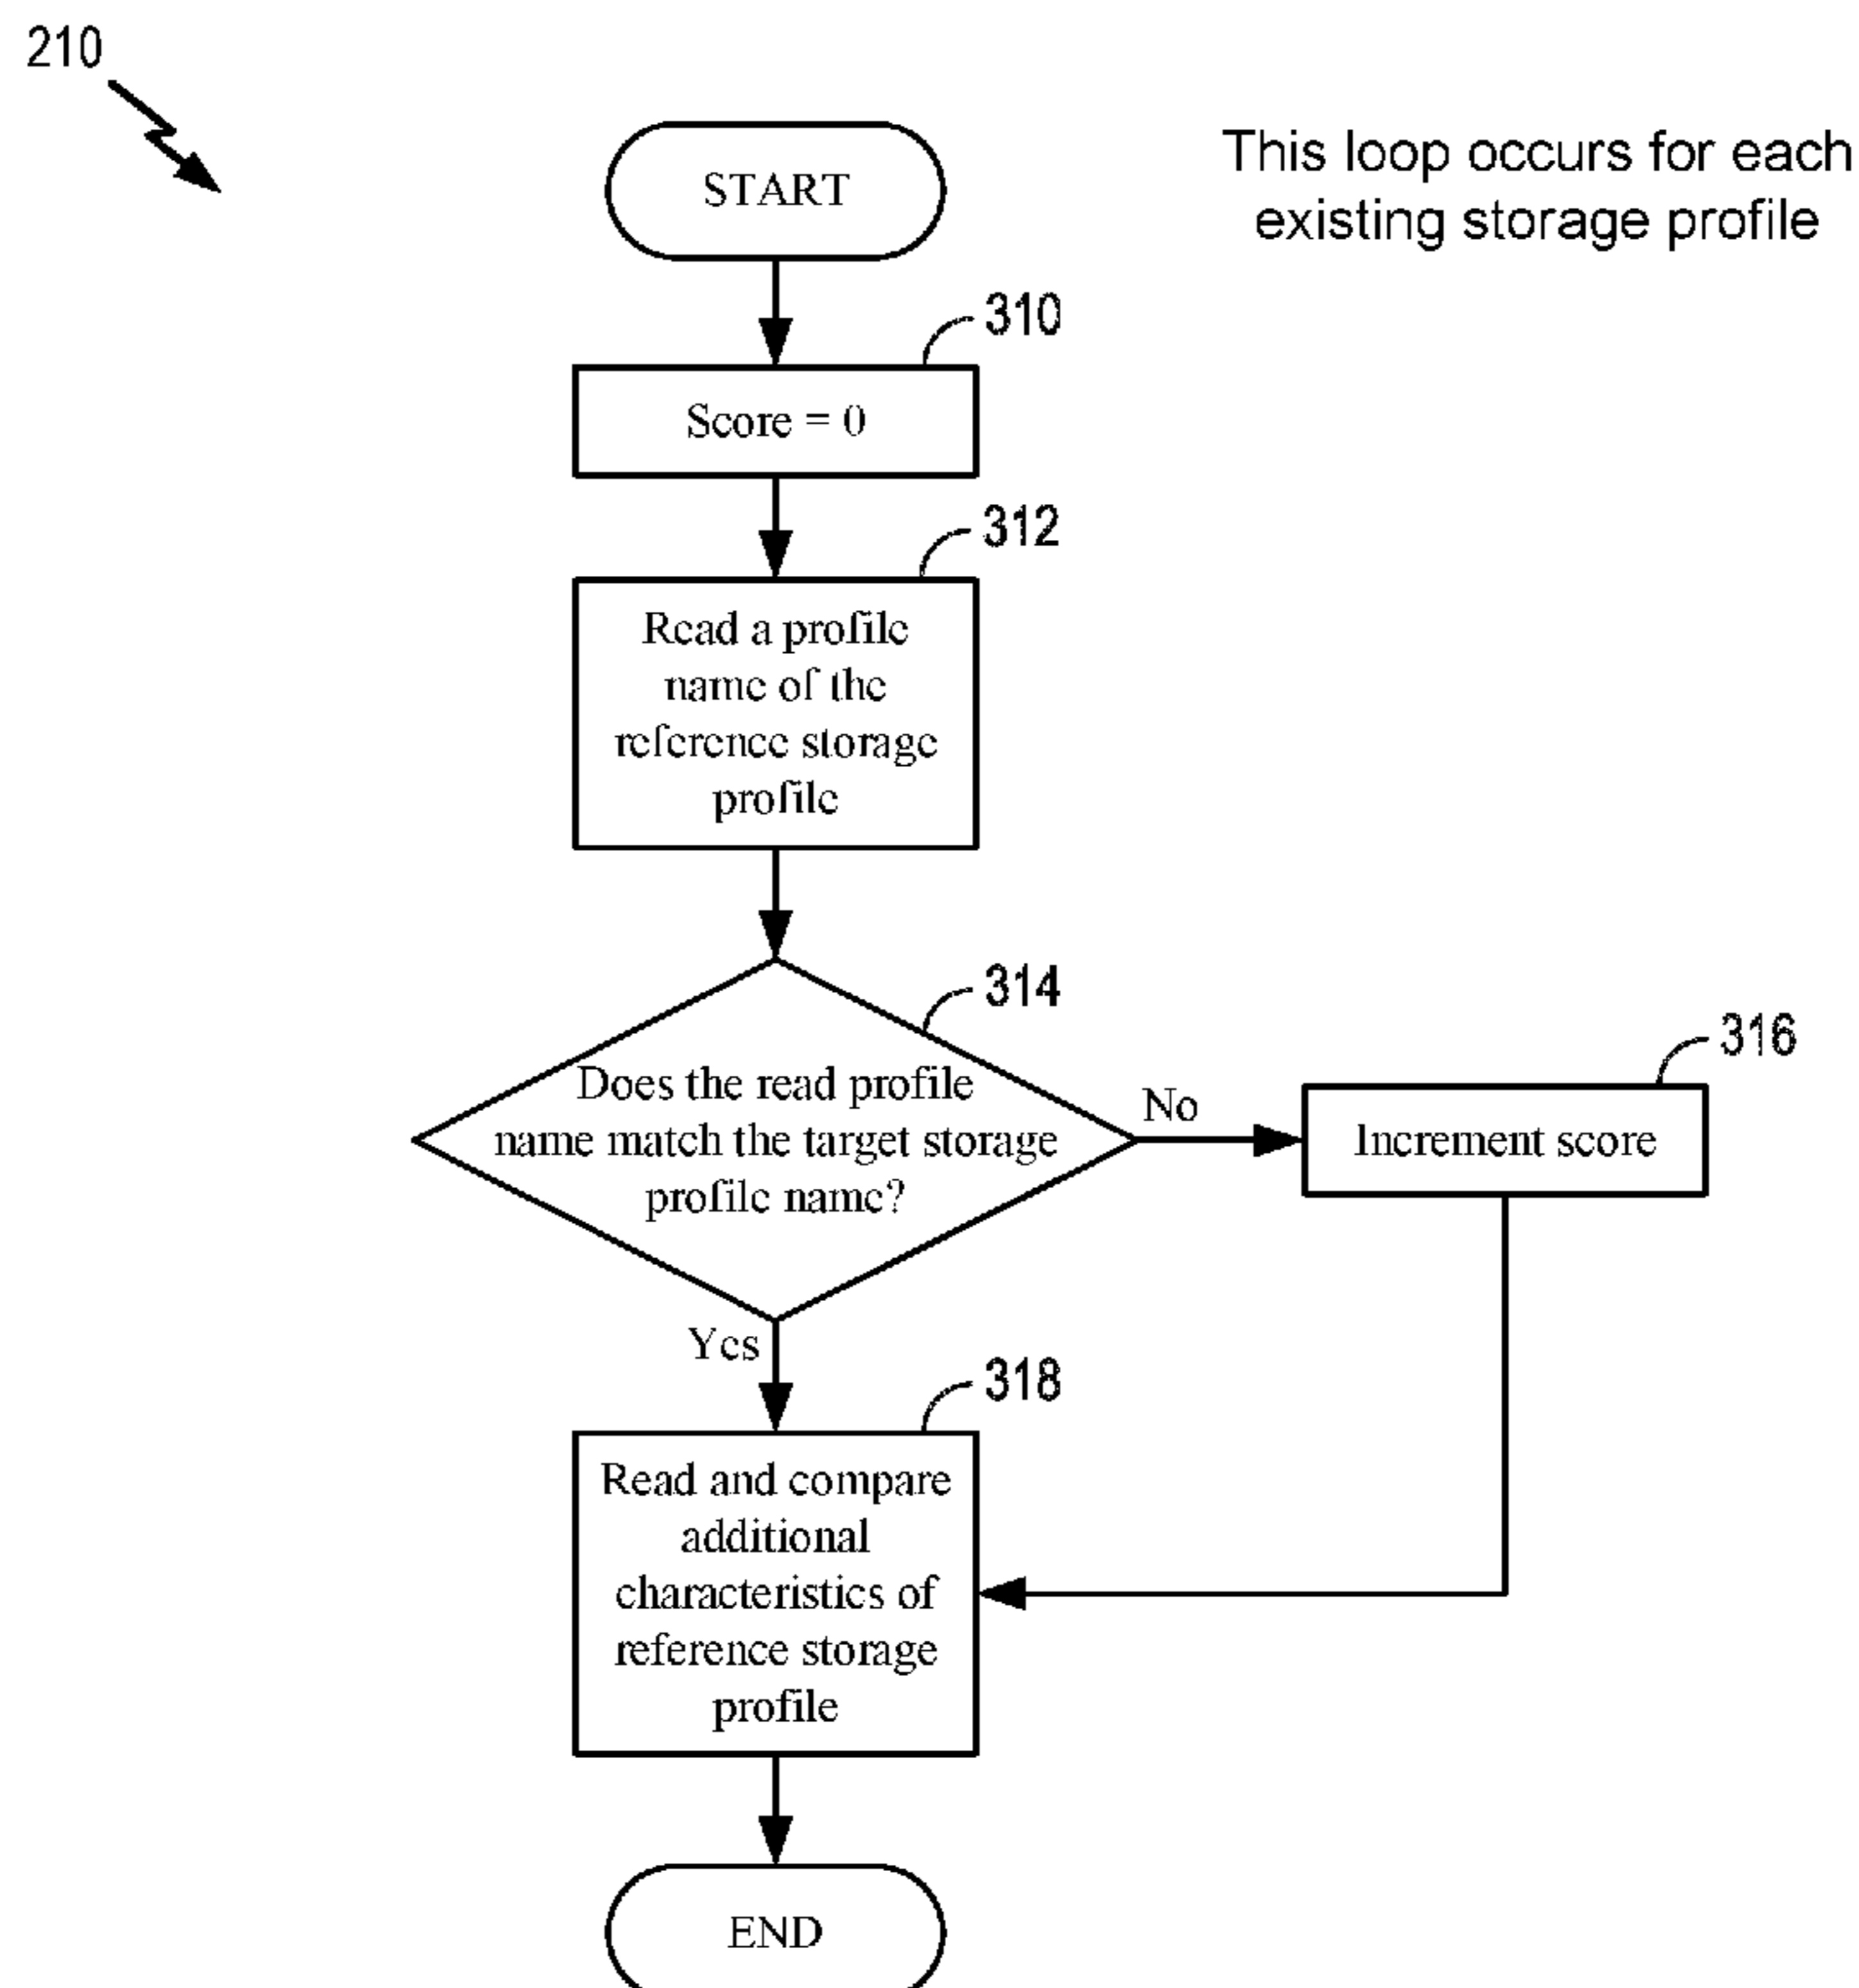 210
START
This loop occurs for each
existing storage profile
310
Score = 0
312
Read a profile
name of the
reference storage
profile
314
Does the read profile
name match the target storage
profile name?
No
316
Increment score
Yes
318
Read and compare
additional
characteristics of
reference storage
profile
END